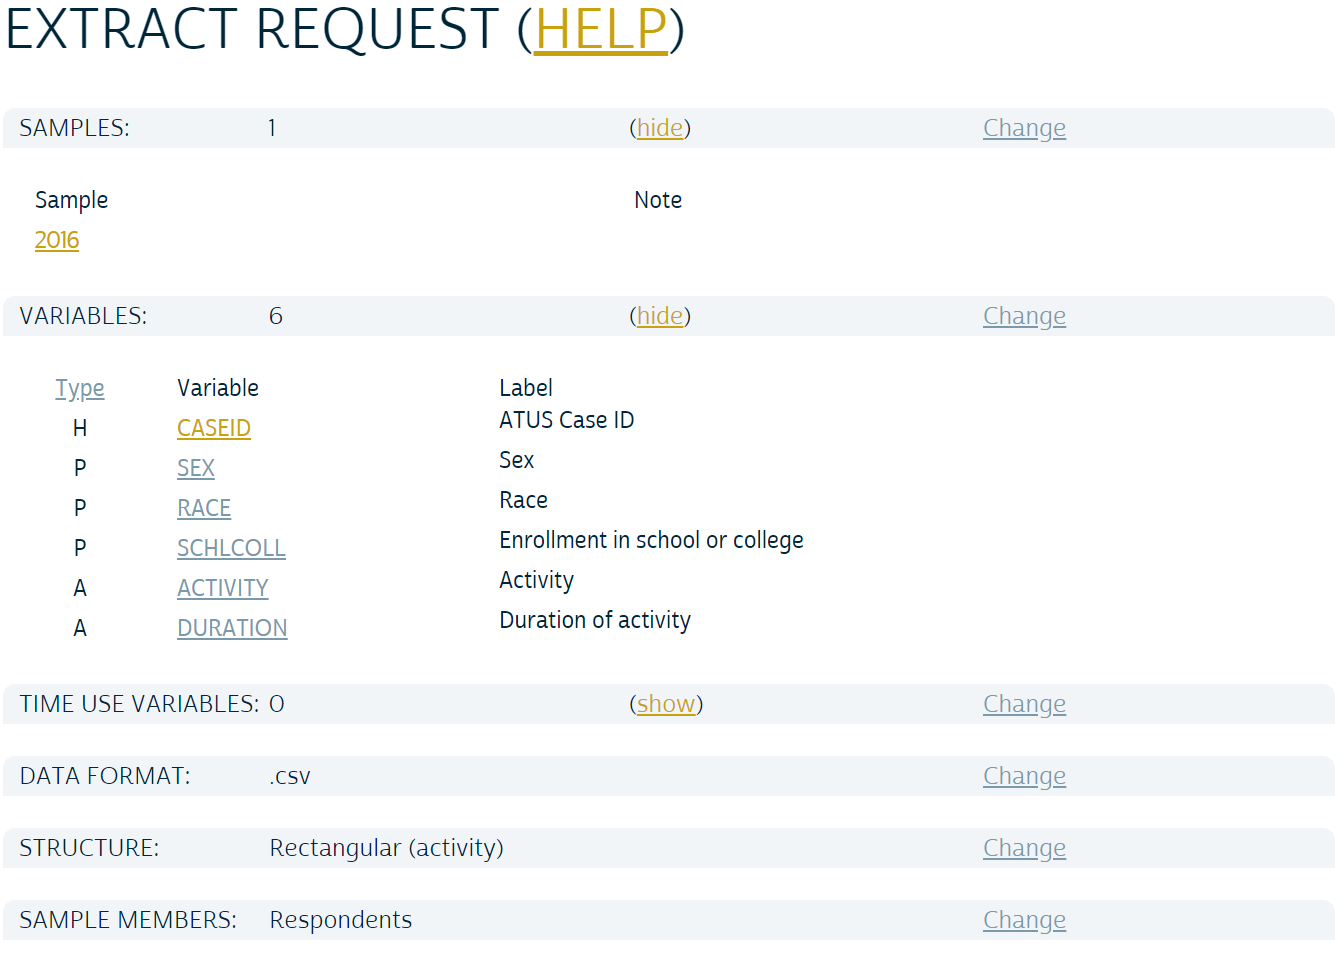 EXTRACT REQUEST (HELP)
SAMPLES: 1 (hide) Change
Sample Note
2016
VARIABLES: 6 (hide) Change
Type Variable Label
H CASEID ATUS Case ID
P SEX Sex
P RACE Race
P SCHLCOLL Enrollment in school or college
A ACTIVITY Activity
A DURATION Duration of activity
TIME USE VARIABLES: 0 (show) Change
DATA FORMAT: .csv Change
STRUCTURE: Rectangular (activity) Change
SAMPLE MEMBERS: Respondents Change